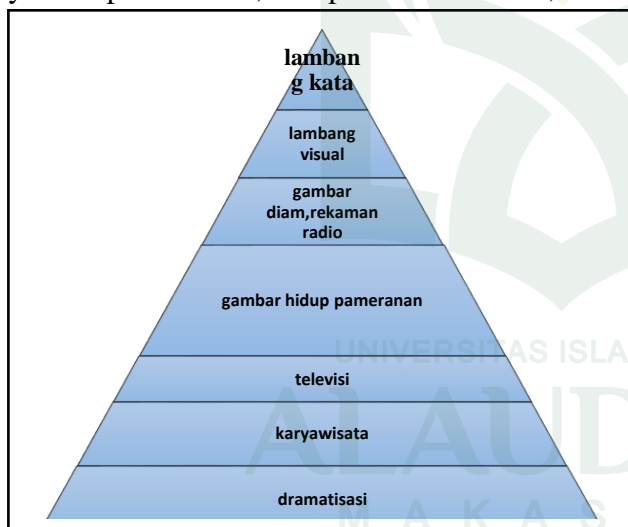 lamban
g kata
lambang
visual
gambar
diam,rekaman
radio
gambar hidup pameranan
UNIVERSITAS ISLA
televisi
ALAUD
karyawisata
dramatisasi
M A K A S